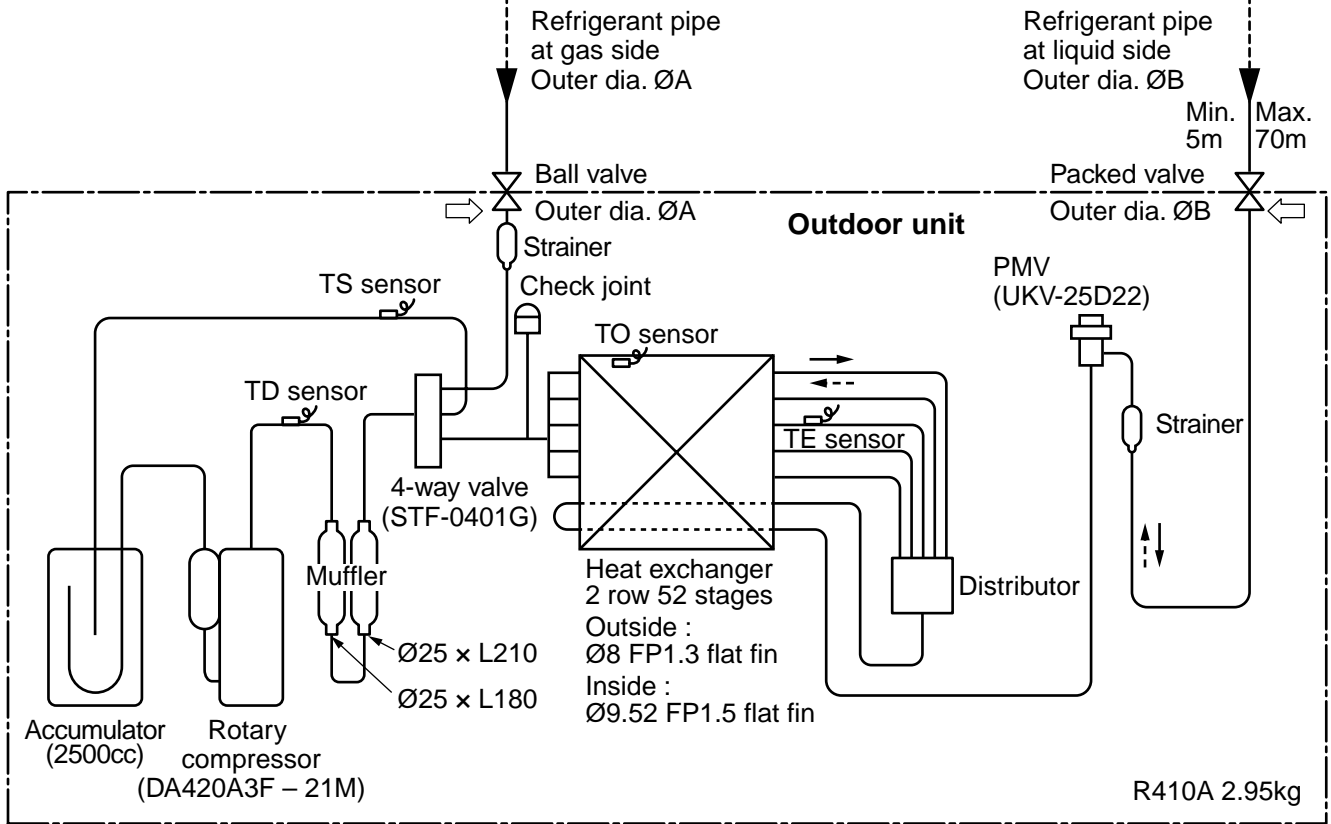 Refrigerant pipe
at gas side
Outer dia. ØA
Refrigerant pipe
at liquid side
Outer dia. ØB
Min.
5m
Max.
70m
Ball valve
Outer dia. ØA
Packed valve
Outer dia. ØB
Outdoor unit
Strainer
PMV
(UKV-25D22)
TS sensor
Check joint
TO sensor
TD sensor
TE sensor
Strainer
4-way valve
(STF-0401G)
Muffler
Heat exchanger
2 row 52 stages
Outside :
Ø8 FP1.3 flat fin
Inside :
Ø9.52 FP1.5 flat fin
Distributor
Ø25 × L210
Ø25 × L180
Accumulator
(2500cc)
Rotary
compressor
(DA420A3F – 21M)
R410A 2.95kg